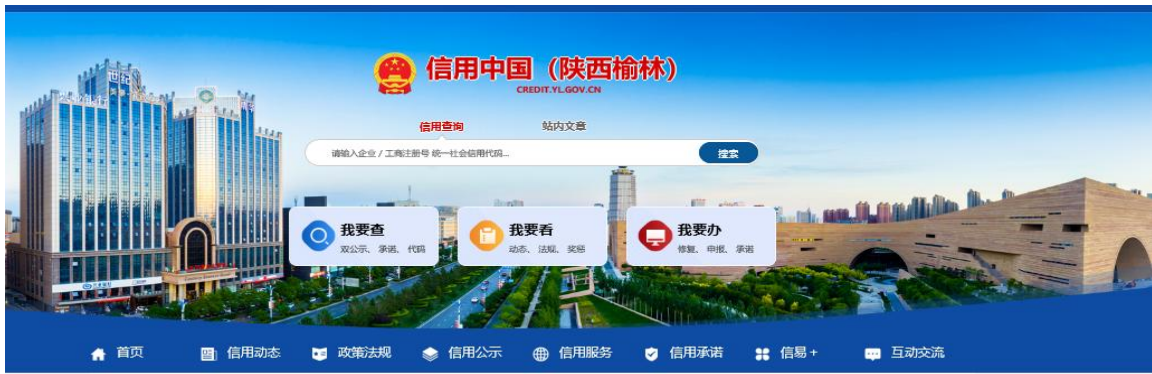 信用中国（陕西榆林）
CREDIT.YL.GOV.CN
信用查询 站内文章
请输入企业 / 工商注册号 统一社会信用代码... 搜索
我要查 我要看 我要办
双公示、承诺、代码 动态、法规、奖惩 修复、申报、承诺
首页 信用动态 政策法规 信用公示 信用服务 信用承诺 信易+ 互动交流